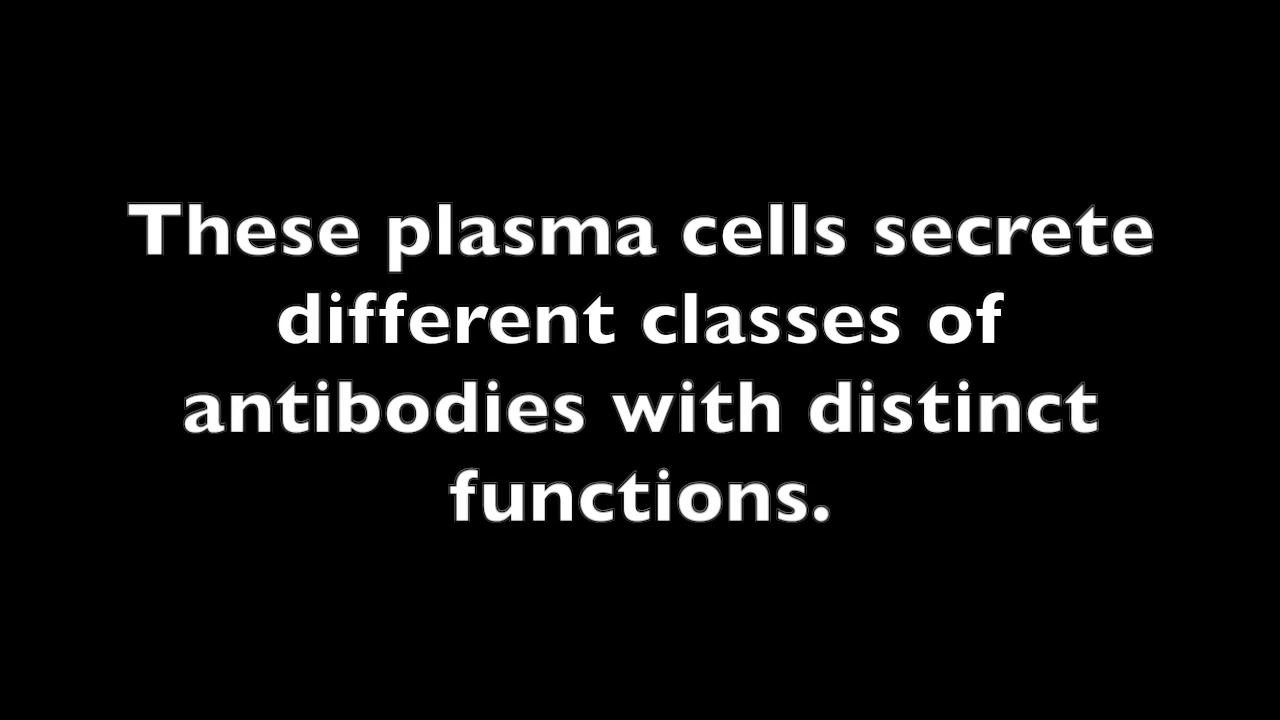 These plasma cells secrete
different classes of
antibodies with distinct
functions.